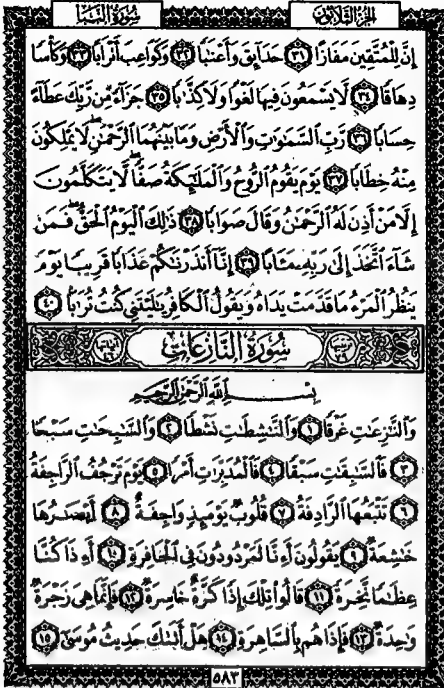 الجزء الثلاثون
سورة النبإ
إِنَّ لِلْمُتَّقِينَ مَفَازًا ٣١ حَدَآئِقَ وَأَعْنَٰبًا ٣٢ وَكَوَاعِبَ أَتْرَابًا ٣٣ وَكَأْسًا
دِهَاقًا ٣٤ لَّا يَسْمَعُونَ فِيهَا لَغْوًا وَلَا كِذَّٰبًا ٣٥ جَزَآءً مِّن رَّبِّكَ عَطَآءً
حِسَابًا ٣٦ رَّبِّ ٱلسَّمَٰوَٰتِ وَٱلْأَرْضِ وَمَا بَيْنَهُمَا ٱلرَّحْمَٰنِ ۖ لَا يَمْلِكُونَ
مِنْهُ خِطَابًا ٣٧ يَوْمَ يَقُومُ ٱلرُّوحُ وَٱلْمَلَٰٓئِكَةُ صَفًّا ۖ لَّا يَتَكَلَّمُونَ
إِلَّا مَنْ أَذِنَ لَهُ ٱلرَّحْمَٰنُ وَقَالَ صَوَابًا ٣٨ ذَٰلِكَ ٱلْيَوْمُ ٱلْحَقُّ ۖ فَمَن
شَآءَ ٱتَّخَذَ إِلَىٰ رَبِّهِۦ مَـَٔابًا ٣٩ إِنَّآ أَنذَرْنَٰكُمْ عَذَابًا قَرِيبًا يَوْمَ
يَنظُرُ ٱلْمَرْءُ مَا قَدَّمَتْ يَدَاهُ وَيَقُولُ ٱلْكَافِرُ يَٰلَيْتَنِى كُنتُ تُرَٰبًۢا ٤٠
سورة النازعات
بِسْمِ ٱللَّهِ ٱلرَّحْمَٰنِ ٱلرَّحِيمِ
وَٱلنَّٰزِعَٰتِ غَرْقًا ١ وَٱلنَّٰشِطَٰتِ نَشْطًا ٢ وَٱلسَّٰبِحَٰتِ سَبْحًا
٣ فَٱلسَّٰبِقَٰتِ سَبْقًا ٤ فَٱلْمُدَبِّرَٰتِ أَمْرًا ٥ يَوْمَ تَرْجُفُ ٱلرَّاجِفَةُ
٦ تَتْبَعُهَا ٱلرَّادِفَةُ ٧ قُلُوبٌ يَوْمَئِذٍ وَاجِفَةٌ ٨ أَبْصَٰرُهَا
خَٰشِعَةٌ ٩ يَقُولُونَ أَءِنَّا لَمَرْدُودُونَ فِى ٱلْحَافِرَةِ ١٠ أَءِذَا كُنَّا
عِظَٰمًا نَّخِرَةً ١١ قَالُوا۟ تِلْكَ إِذًا كَرَّةٌ خَاسِرَةٌ ١٢ فَإِنَّمَا هِىَ زَجْرَةٌ
وَٰحِدَةٌ ١٣ فَإِذَا هُم بِٱلسَّاهِرَةِ ١٤ هَلْ أَتَىٰكَ حَدِيثُ مُوسَىٰٓ ١٥
٥٨٣